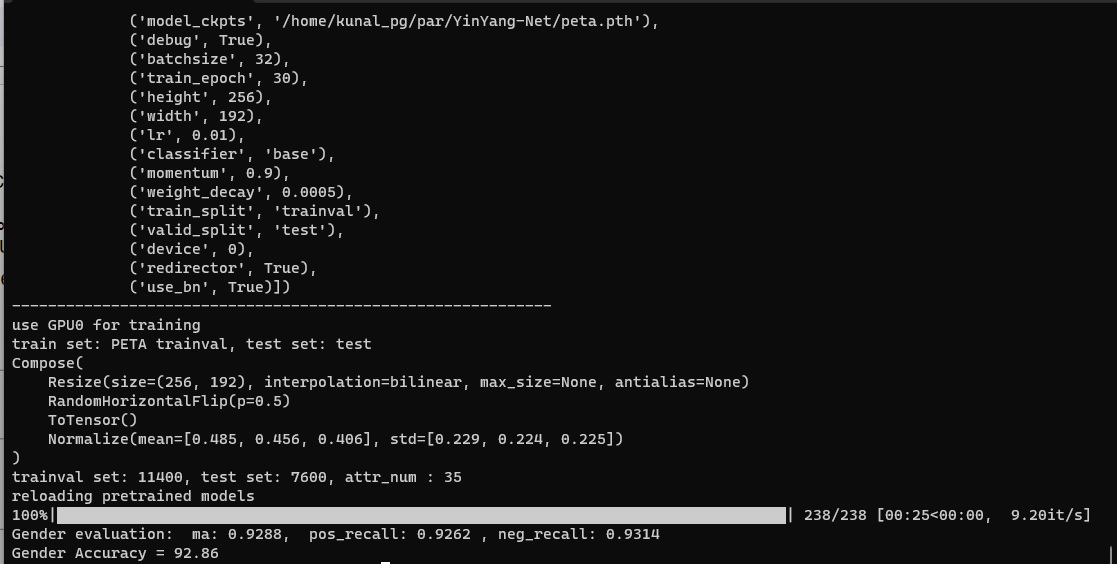 ('model_ckpts', '/home/kunal_pg/par/YinYang-Net/peta.pth'),
('debug', True),
('batchsize', 32),
('train_epoch', 30),
('height', 256),
('width', 192),
('lr', 0.01),
('classifier', 'base'),
('momentum', 0.9),
('weight_decay', 0.0005),
('train_split', 'trainval'),
('valid_split', 'test'),
('device', 0),
('redirector', True),
('use_bn', True)])
------------------------------------------------------------
use GPU0 for training
train set: PETA trainval, test set: test
Compose(
    Resize(size=(256, 192), interpolation=bilinear, max_size=None, antialias=None)
    RandomHorizontalFlip(p=0.5)
    ToTensor()
    Normalize(mean=[0.485, 0.456, 0.406], std=[0.229, 0.224, 0.225])
)
trainval set: 11400, test set: 7600, attr_num : 35
reloading pretrained models
100%| | 238/238 [00:25<00:00,  9.20it/s]
Gender evaluation:  ma: 0.9288,  pos_recall: 0.9262 , neg_recall: 0.9314
Gender Accuracy = 92.86